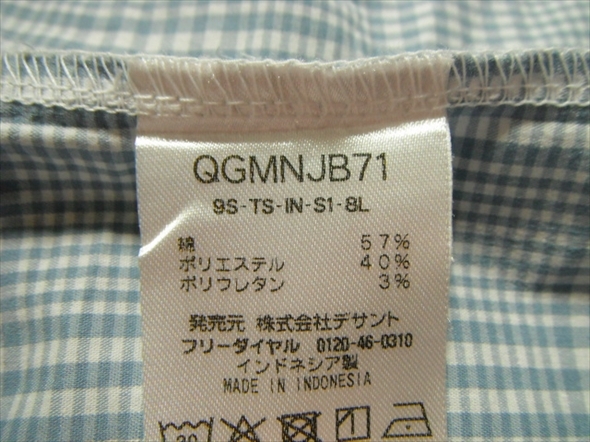 QGMNJB71
9S-TS-IN-S1-8L
綿 57%
ポリエステル 40%
ポリウレタン 3%
発売元 株式会社デサント
フリーダイヤル 0120-46-0310
インドネシア製
MADE IN INDONESIA
30